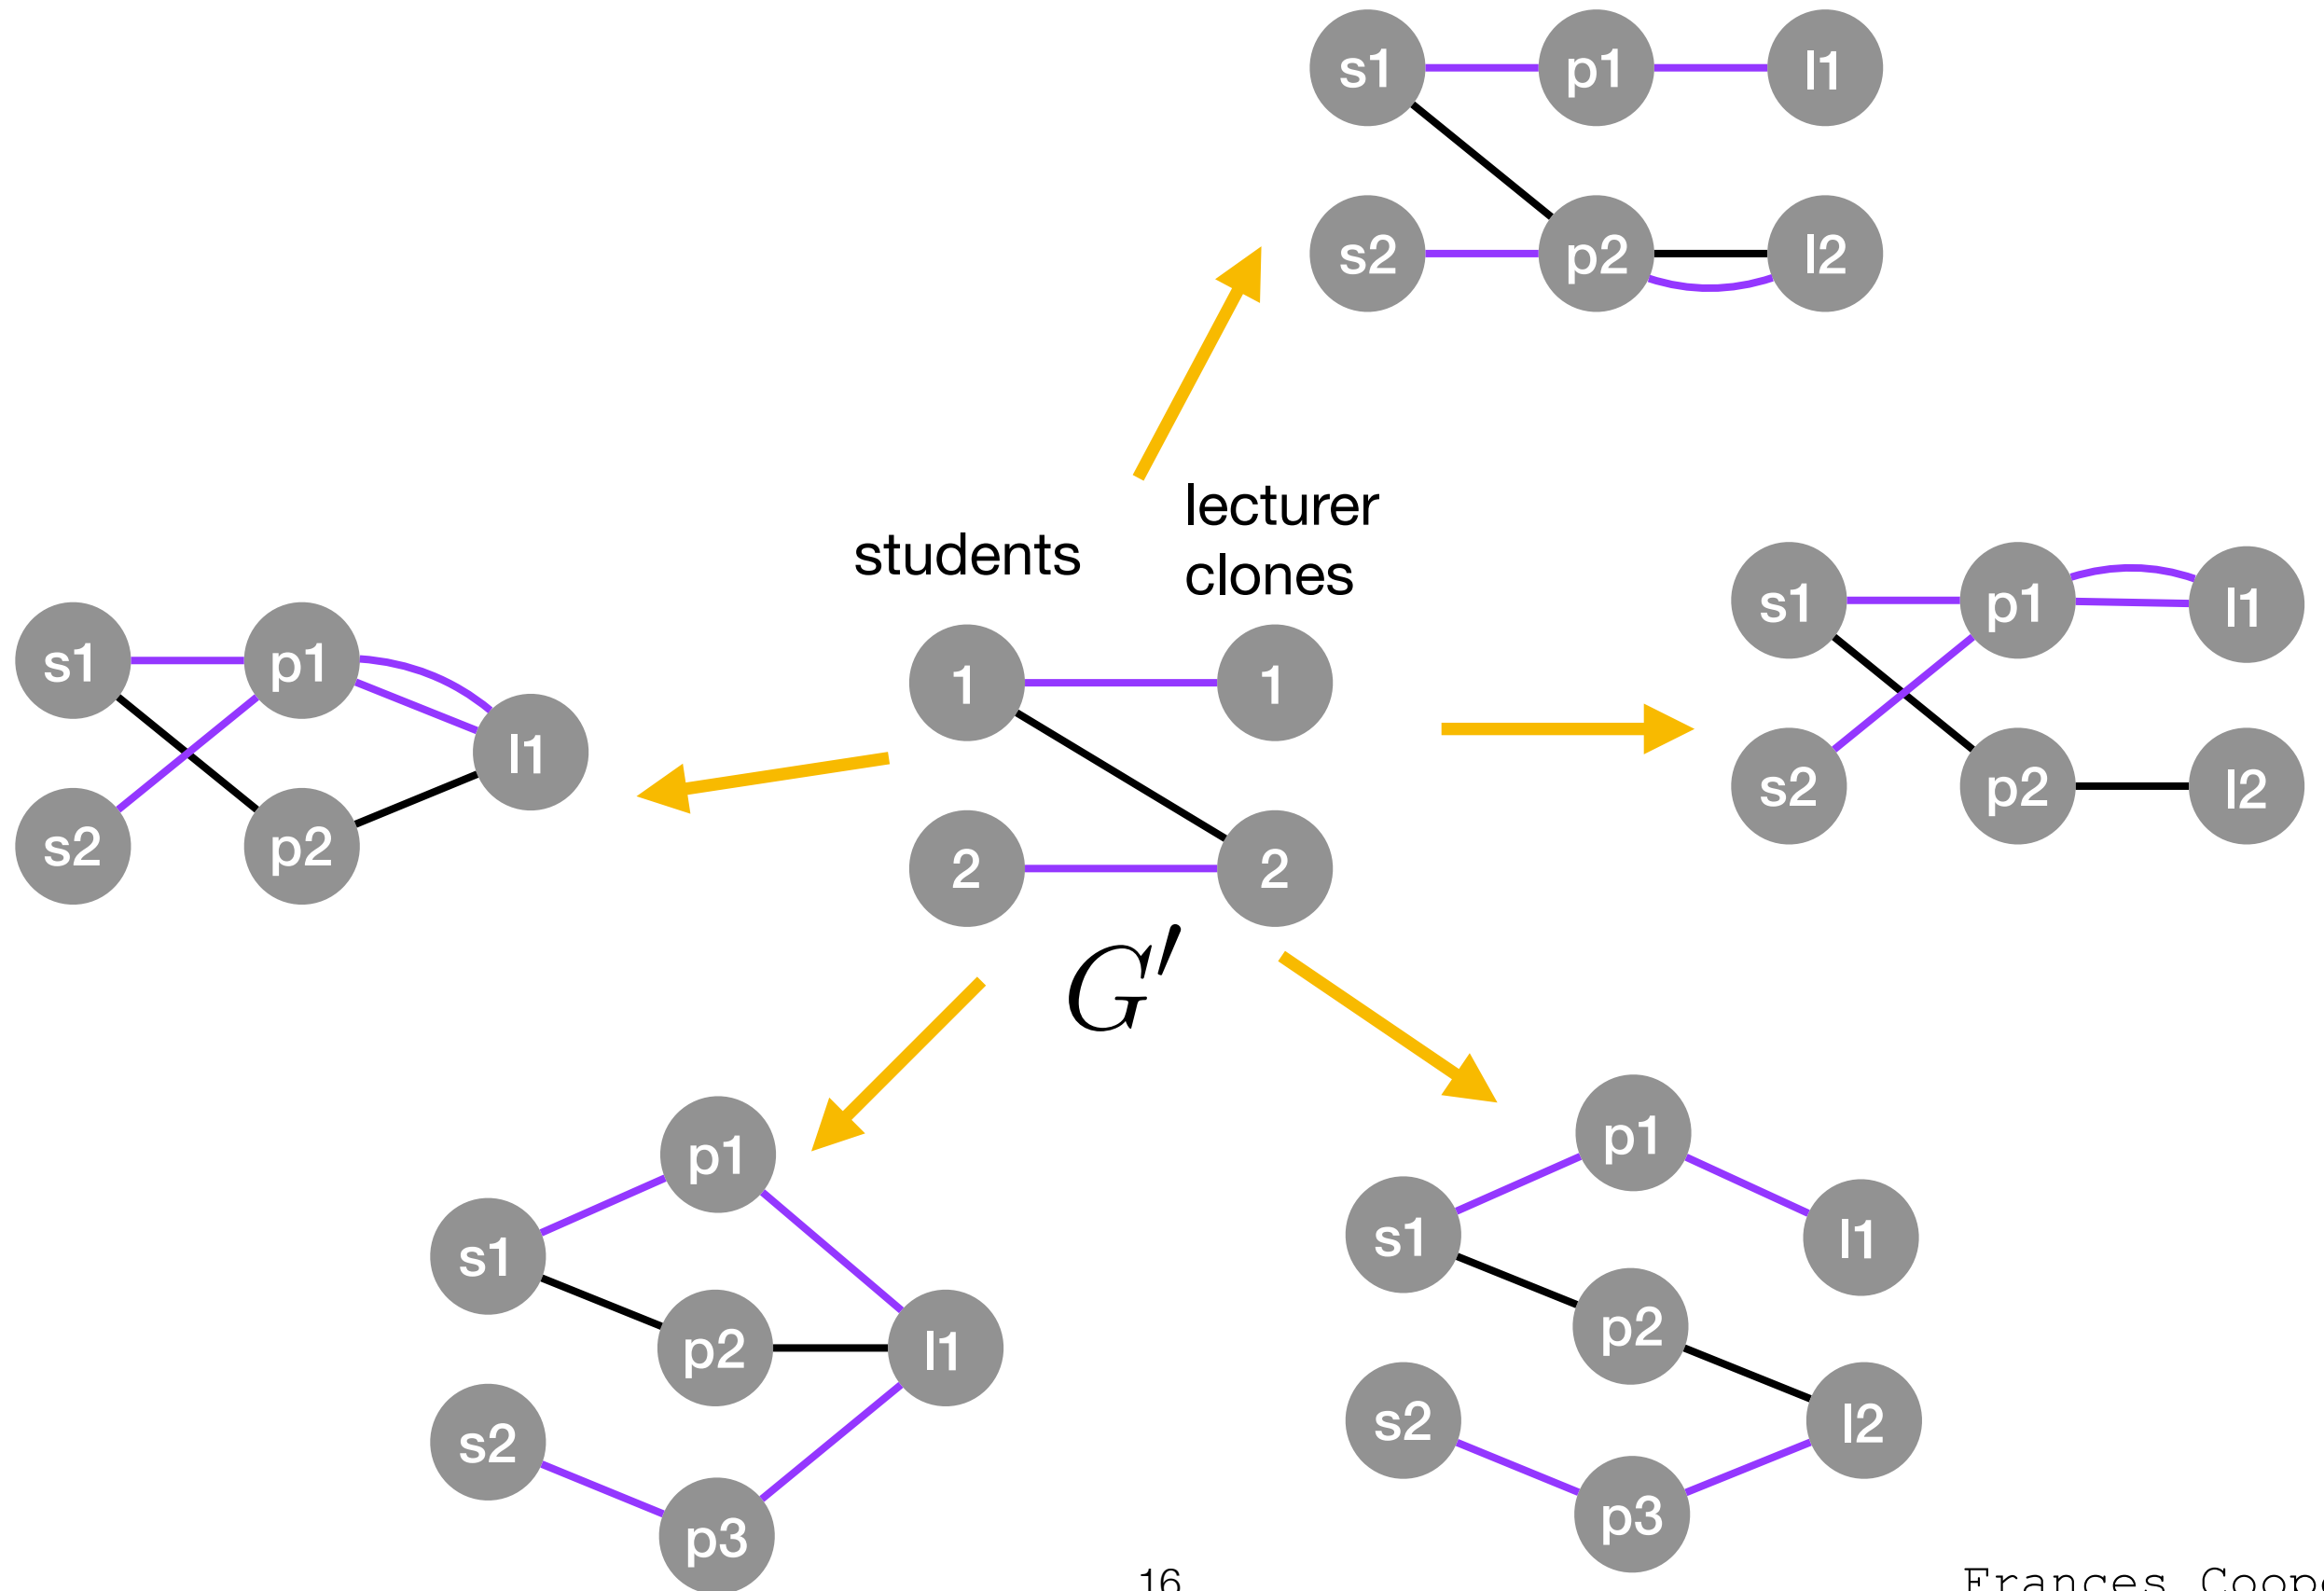 s1 p1 l1
s2 p2 l2
students
lecturer
clones
s1 p1 l1
s2 p2
1 1
2 2
G′
s1 p1 l1
s2 p2 l2
p1
s1
p2 l1
s2
p3
p1
s1 l1
p2
s2 l2
p3
16
Frances